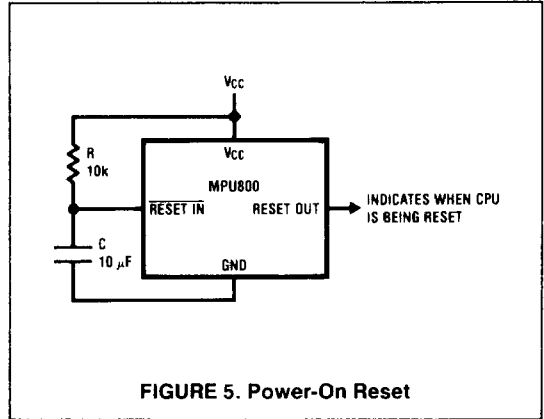 VCC
R
10k
VCC
MPU800
RESET IN
RESET OUT
INDICATES WHEN CPU
IS BEING RESET
C
10 μF
GND
FIGURE 5. Power-On Reset